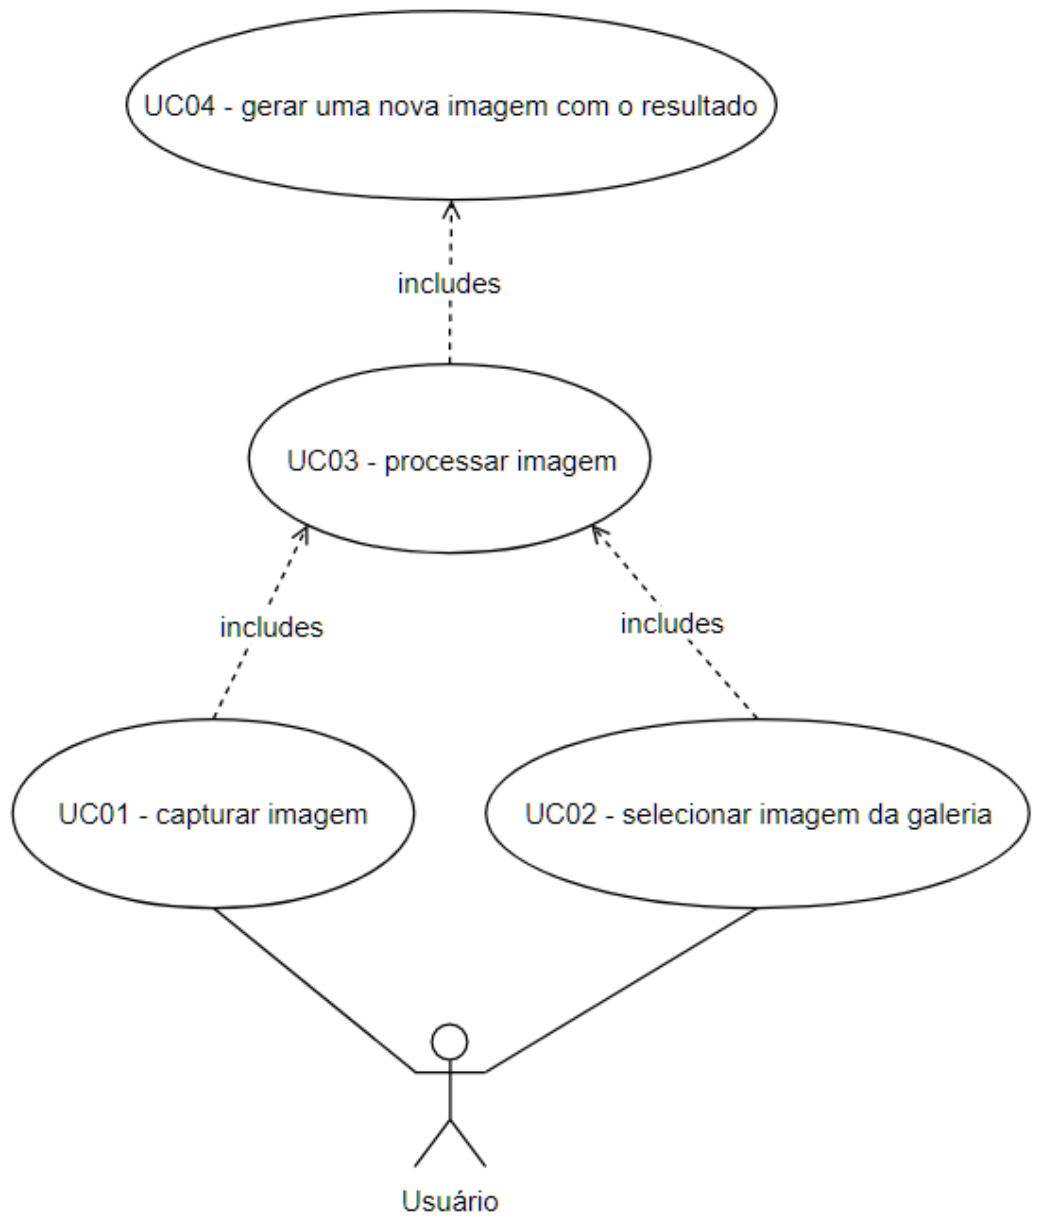 UC04 - gerar uma nova imagem com o resultado
includes
UC03 - processar imagem
includes
includes
UC01 - capturar imagem
UC02 - selecionar imagem da galeria
Usuário